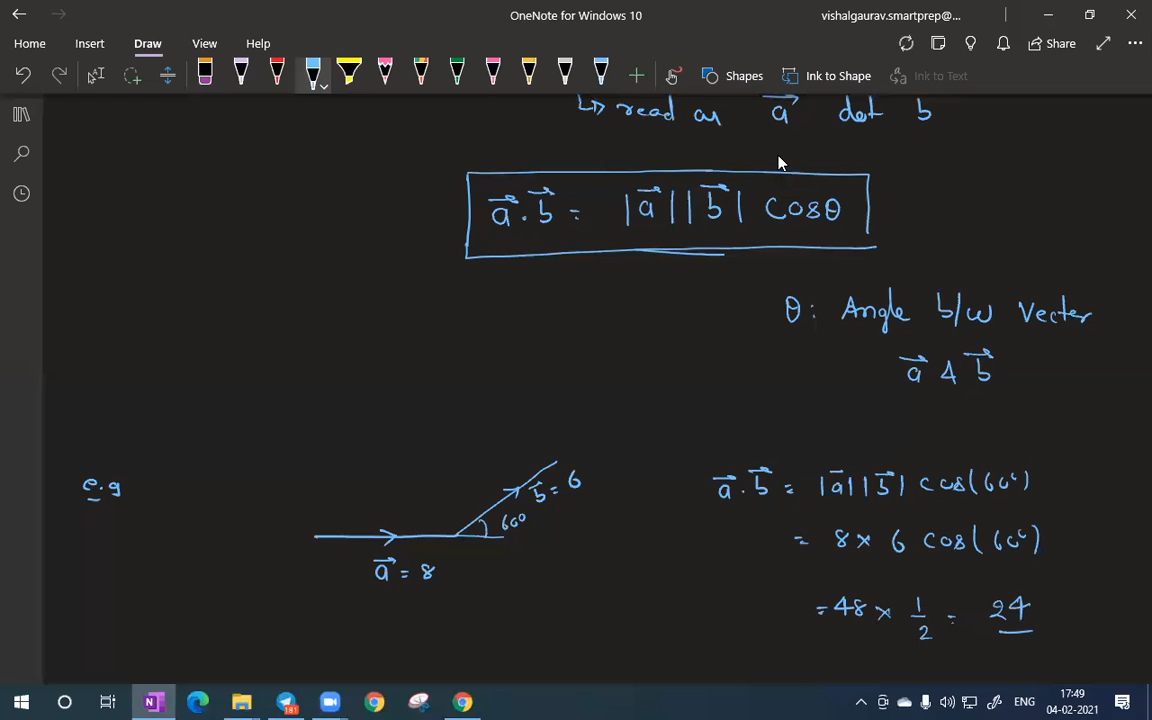 OneNote for Windows 10
vishalgaurav.smartprep@...
Home Insert Draw View Help
Share
Shapes Ink to Shape Ink to Text
↳ read as a⃗ dot b
a⃗ . b⃗ = |a⃗| |b⃗| cosθ
θ : Angle b/w vector
a⃗ & b⃗
e.g
b⃗ = 6
60°
a⃗ = 8
a⃗ . b⃗ = |a⃗| |b⃗| cos(60°)
= 8 × 6 cos(60°)
= 48 × 1/2 = 24
181
ENG
17:49
04-02-2021